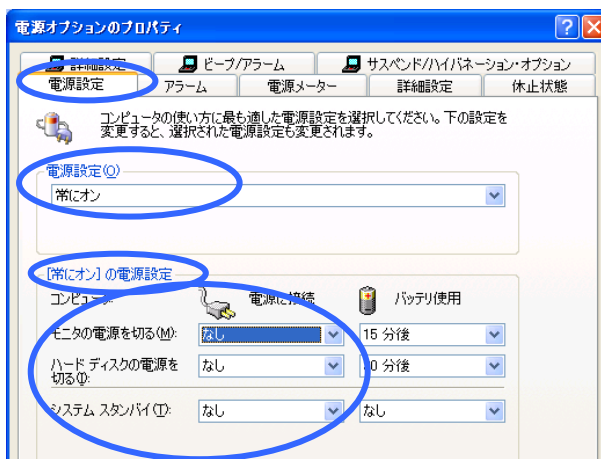 電源オプションのプロパティ
詳細設定 ビープ/アラーム サスペンド/ハイバネーション・オプション
電源設定 アラーム 電源メーター 詳細設定 休止状態
コンピュータの使い方に最も適した電源設定を選択してください。下の設定を
変更すると、選択された電源設定も変更されます。
電源設定(O)
常にオン
[常にオン] の電源設定
コンピュータ: 電源に接続 バッテリ使用
モニタの電源を切る(M): なし 15 分後
ハード ディスクの電源を
切る(I): なし 分後
システム スタンバイ(T): なし なし